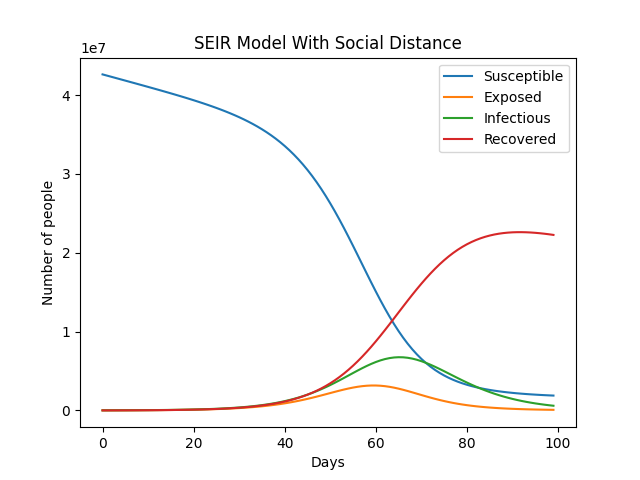 SEIR Model With Social Distance
1e7
4
3
2
1
0
Number of people
Susceptible
Exposed
Infectious
Recovered
0 20 40 60 80 100
Days